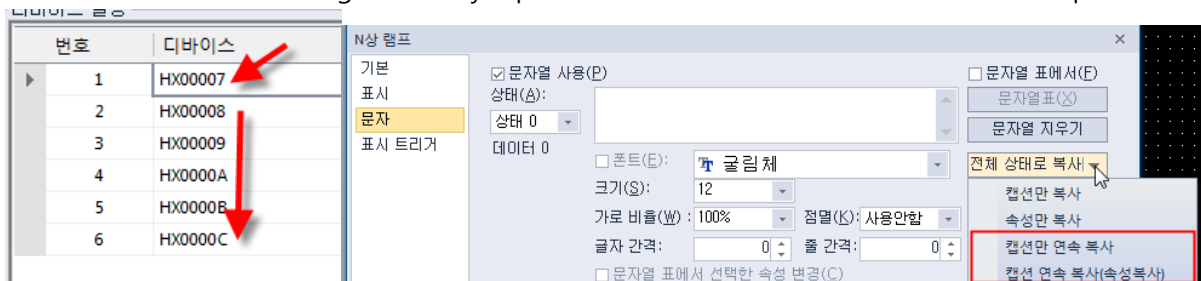 번호 디바이스
1 HX00007
2 HX00008
3 HX00009
4 HX0000A
5 HX0000B
6 HX0000C
N상 램프
기본
표시
문자
표시 트리거
문자열 사용(P)
상태(A):
상태 0
데이터 0
폰트(E): 굴림체
크기(S): 12
가로 비율(W) : 100% 점멸(K): 사용안함
글자 간격: 0 줄 간격: 0
문자열 표에서 선택한 속성 변경(C)
문자열 표에서(F)
문자열표(X)
문자열 지우기
전체 상태로 복사
캡션만 복사
속성만 복사
캡션만 연속 복사
캡션 연속 복사(속성복사)